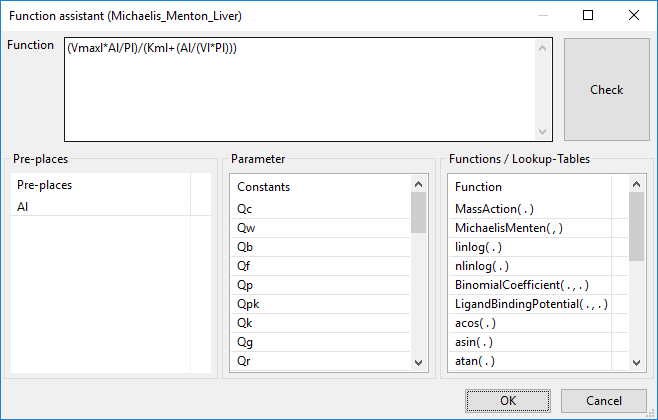 Function assistant (Michaelis_Menton_Liver)
Function
(Vmaxl*Al/Pl)/(Kml+(Al/(Vl*Pl)))
Check
Pre-places
Pre-places
Al
Parameter
Constants
Qc
Qw
Qb
Qf
Qp
Qpk
Qk
Qg
Qr
Functions / Lookup-Tables
Function
MassAction( . )
MichaelisMenten( , )
linlog( . )
nlinlog( . )
BinomialCoefficient( . , . )
LigandBindingPotential( . , . )
acos( . )
asin( . )
atan( . )
OK
Cancel